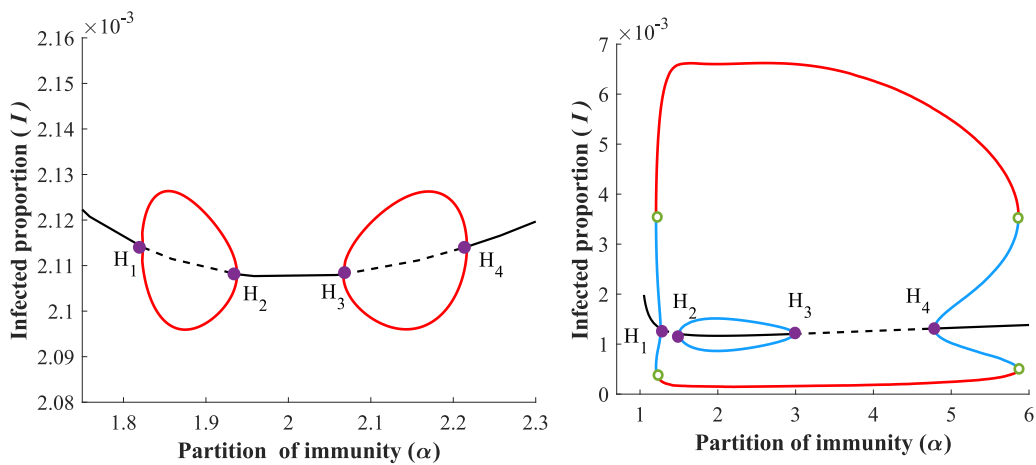 ×10⁻³
2.16
2.15
2.14
2.13
2.12
2.11
2.1
2.09
2.08
1.8 1.9 2 2.1 2.2 2.3
Infected proportion ( I )
Partition of immunity (α)
H₁
H₂
H₃
H₄
×10⁻³
7
6
5
4
3
2
1
0
1 2 3 4 5 6
Infected proportion ( I )
Partition of immunity (α)
H₁
H₂
H₃
H₄